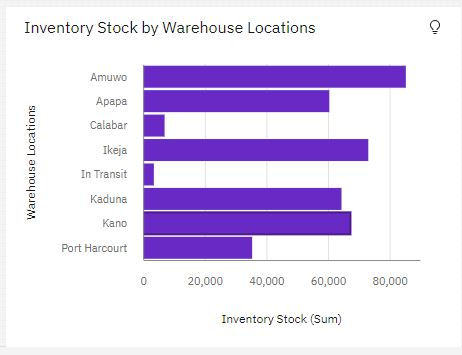 Inventory Stock by Warehouse Locations
Warehouse Locations
Amuwo
Apapa
Calabar
Ikeja
In Transit
Kaduna
Kano
Port Harcourt
0 20,000 40,000 60,000 80,000
Inventory Stock (Sum)